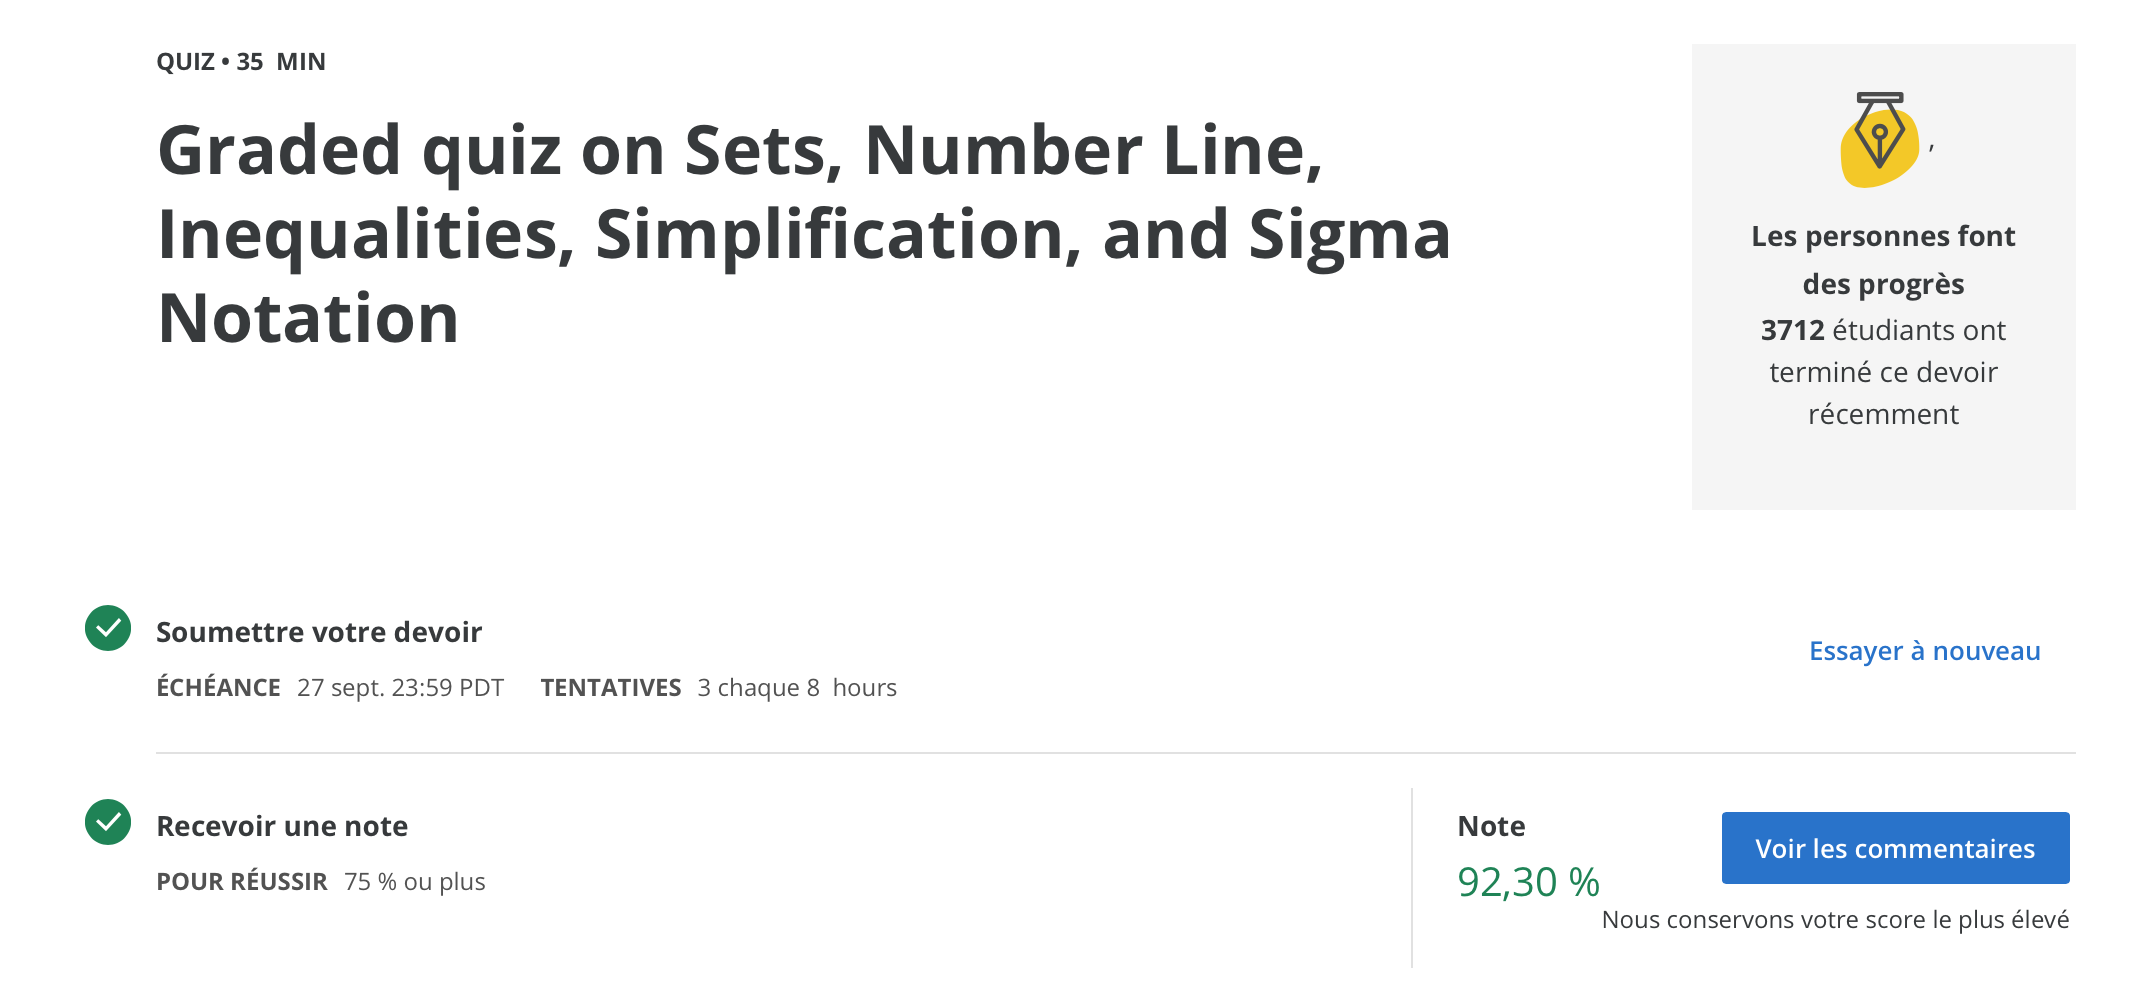 QUIZ • 35 MIN
Graded quiz on Sets, Number Line,
Inequalities, Simplification, and Sigma
Notation
,
Les personnes font
des progrès
3712 étudiants ont
terminé ce devoir
récemment
Soumettre votre devoir
ÉCHÉANCE 27 sept. 23:59 PDT TENTATIVES 3 chaque 8 hours
Essayer à nouveau
Recevoir une note
POUR RÉUSSIR 75 % ou plus
Note
92,30 %
Voir les commentaires
Nous conservons votre score le plus élevé